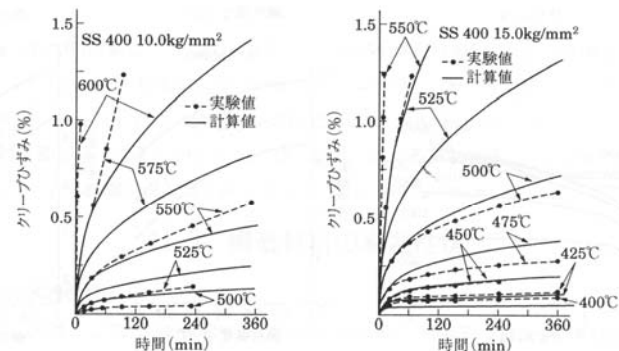 SS 400 10.0kg/mm²
クリープひずみ(%)
1.5
1.0
0.5
0
600℃
実験値
計算値
575℃
550℃
525℃
500℃
0 120 240 360
時間(min)
SS 400 15.0kg/mm²
クリープひずみ(%)
1.5
1.0
0.5
0
550℃
実験値
計算値
525℃
500℃
475℃
450℃
425℃
400℃
0 120 240 360
時間(min)